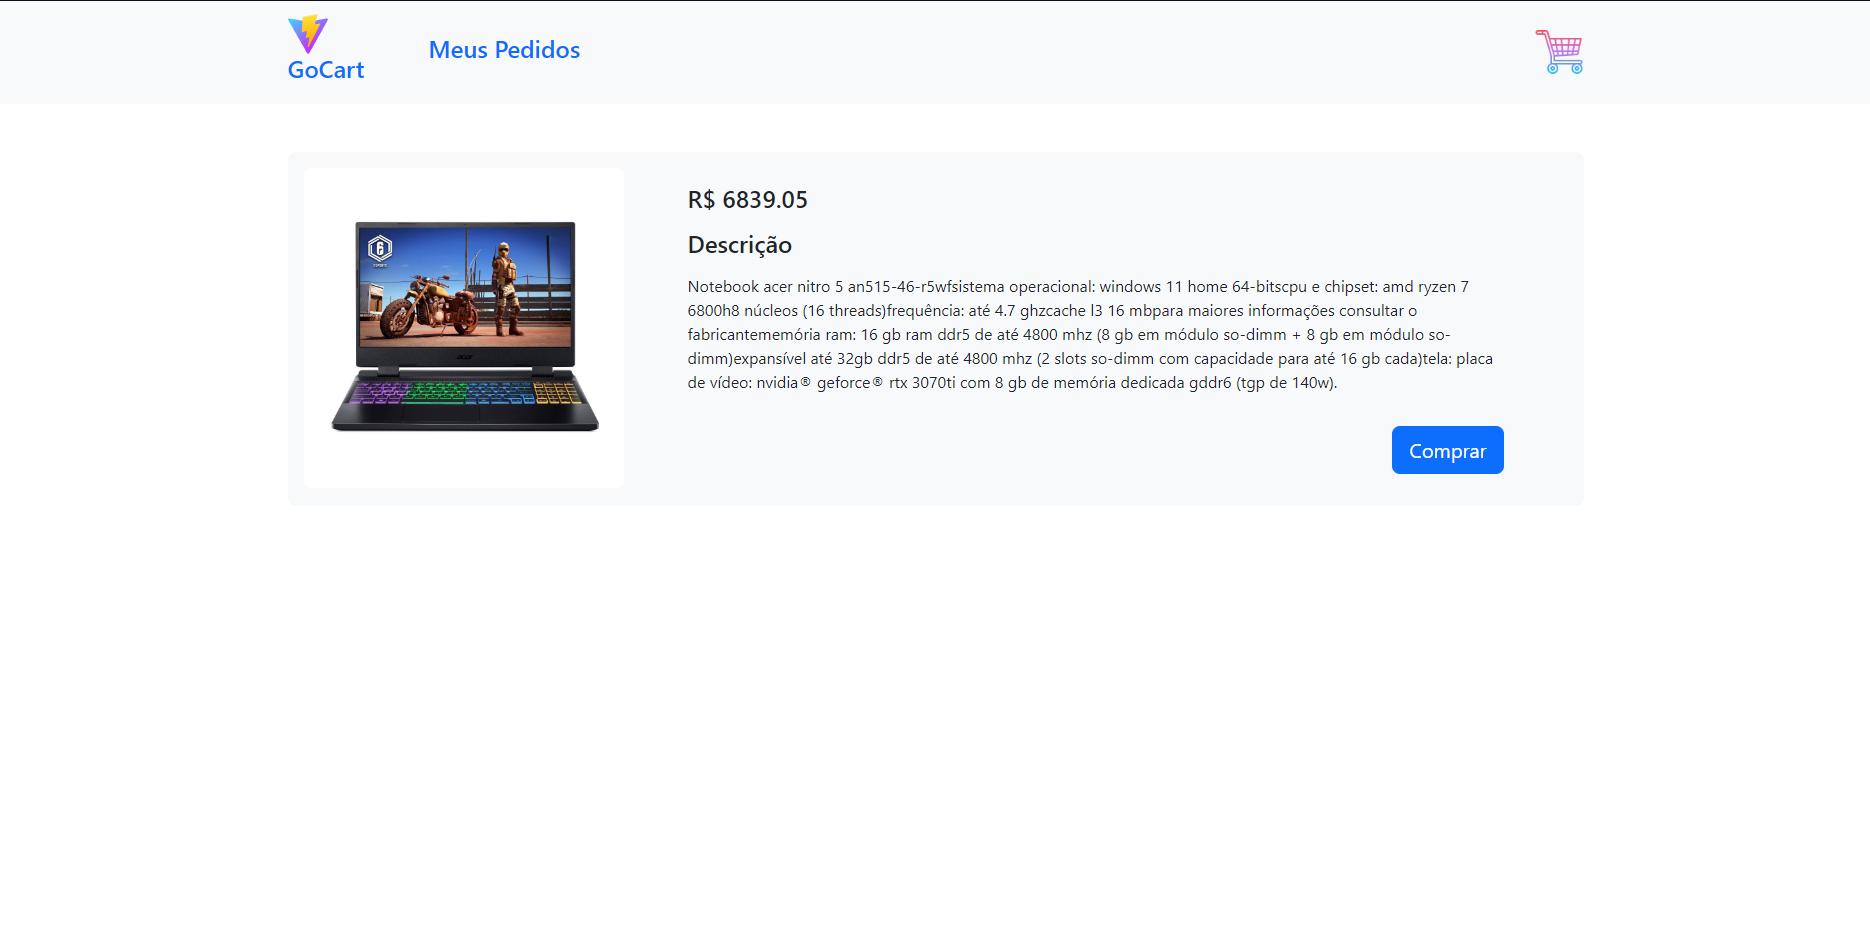 GoCart
Meus Pedidos
R$ 6839.05
Descrição
Notebook acer nitro 5 an515-46-r5wfsistema operacional: windows 11 home 64-bitscpu e chipset: amd ryzen 7
6800h8 núcleos (16 threads)frequência: até 4.7 ghzcache l3 16 mbpara maiores informações consultar o
fabricantememória ram: 16 gb ram ddr5 de até 4800 mhz (8 gb em módulo so-dimm + 8 gb em módulo so-
dimm)expansível até 32gb ddr5 de até 4800 mhz (2 slots so-dimm com capacidade para até 16 gb cada)tela: placa
de vídeo: nvidia® geforce® rtx 3070ti com 8 gb de memória dedicada gddr6 (tgp de 140w).
acer
Comprar